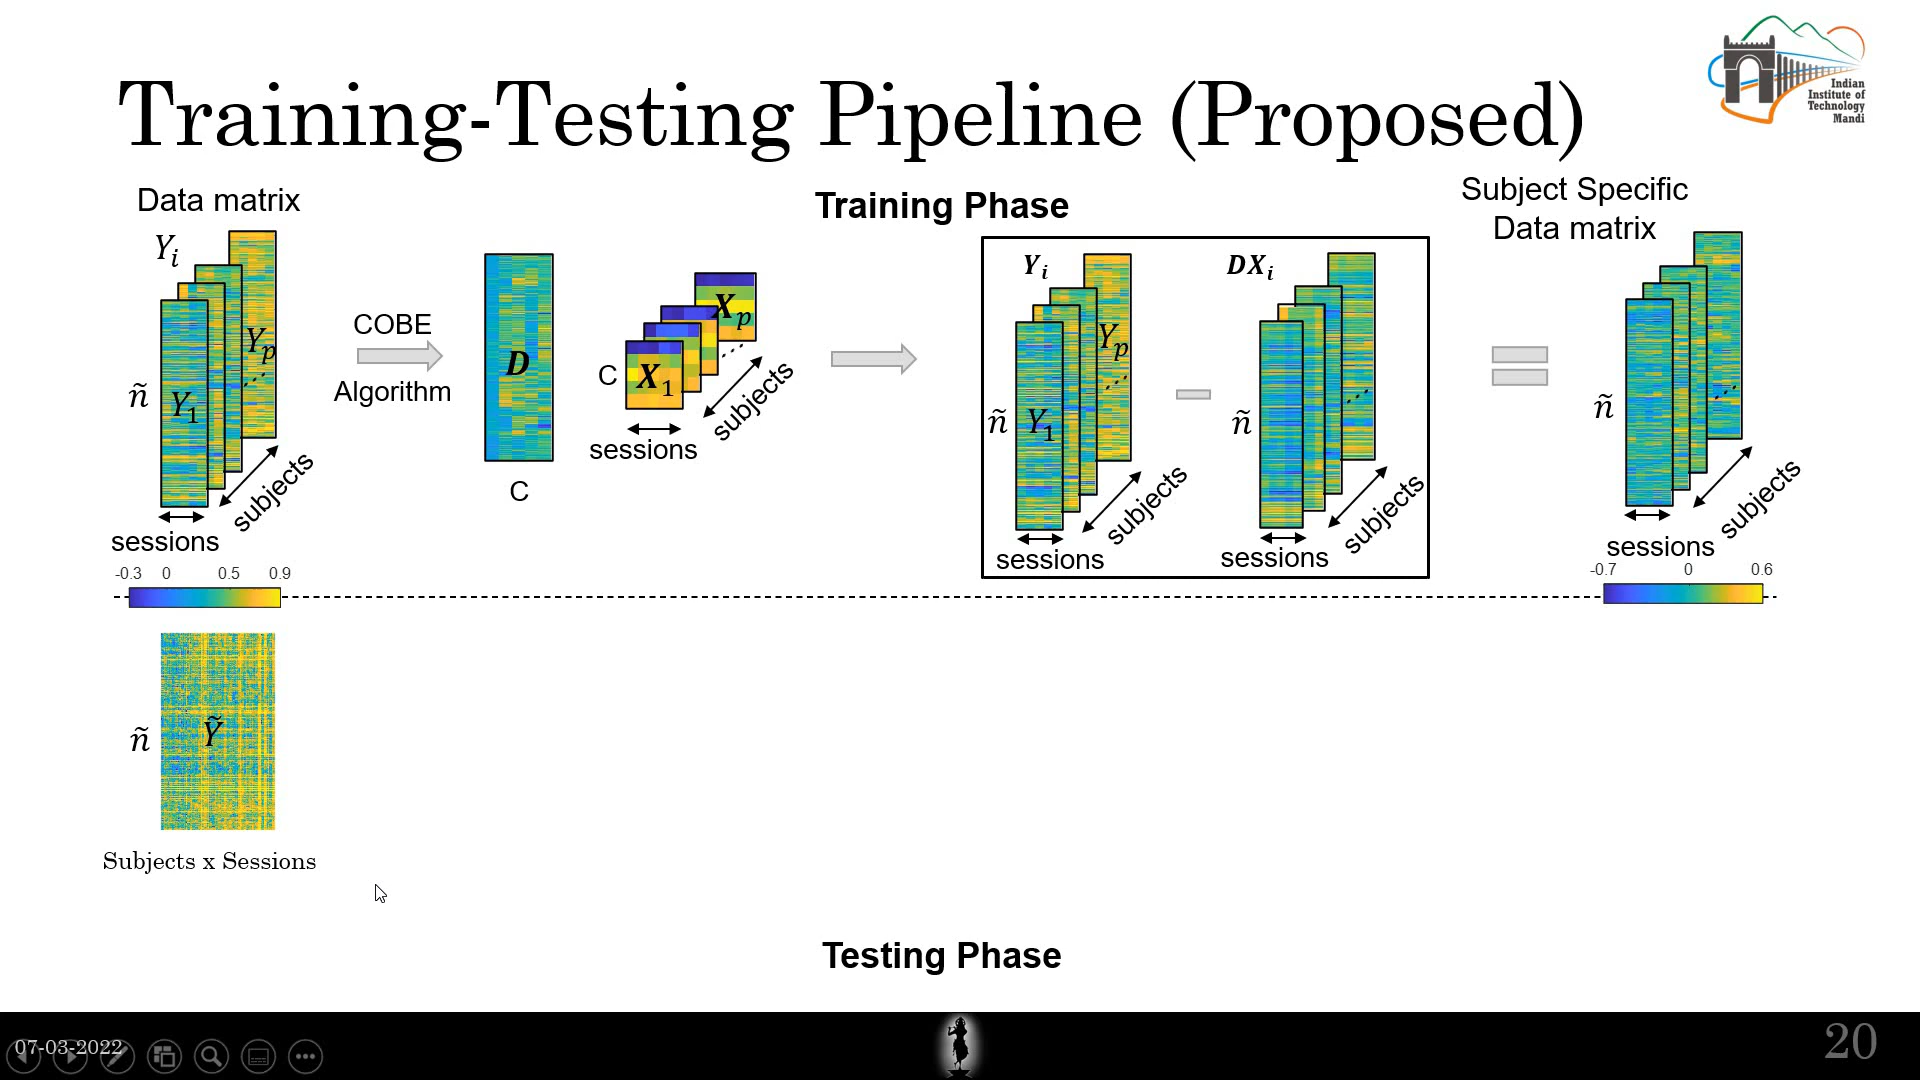 Training-Testing Pipeline (Proposed)
Indian
Institute of
Technology
Mandi
Data matrix
Training Phase
Subject Specific
Data matrix
Yᵢ
Yₚ
Y₁
ñ
sessions
subjects
-0.3 0 0.5 0.9
COBE
Algorithm
D
C
Xₚ
X₁
C
sessions
subjects
Yᵢ
Yₚ
Y₁
ñ
sessions
subjects
DXᵢ
ñ
sessions
subjects
ñ
sessions
subjects
-0.7 0 0.6
ñ
Ỹ
Subjects x Sessions
Testing Phase
07-03-2022
20